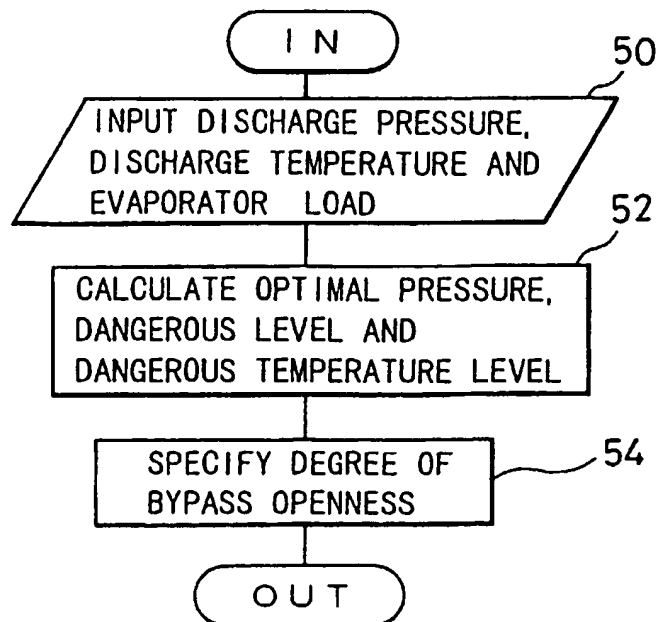 IN
50
INPUT DISCHARGE PRESSURE,
DISCHARGE TEMPERATURE AND
EVAPORATOR LOAD
52
CALCULATE OPTIMAL PRESSURE,
DANGEROUS LEVEL AND
DANGEROUS TEMPERATURE LEVEL
54
SPECIFY DEGREE OF
BYPASS OPENNESS
OUT